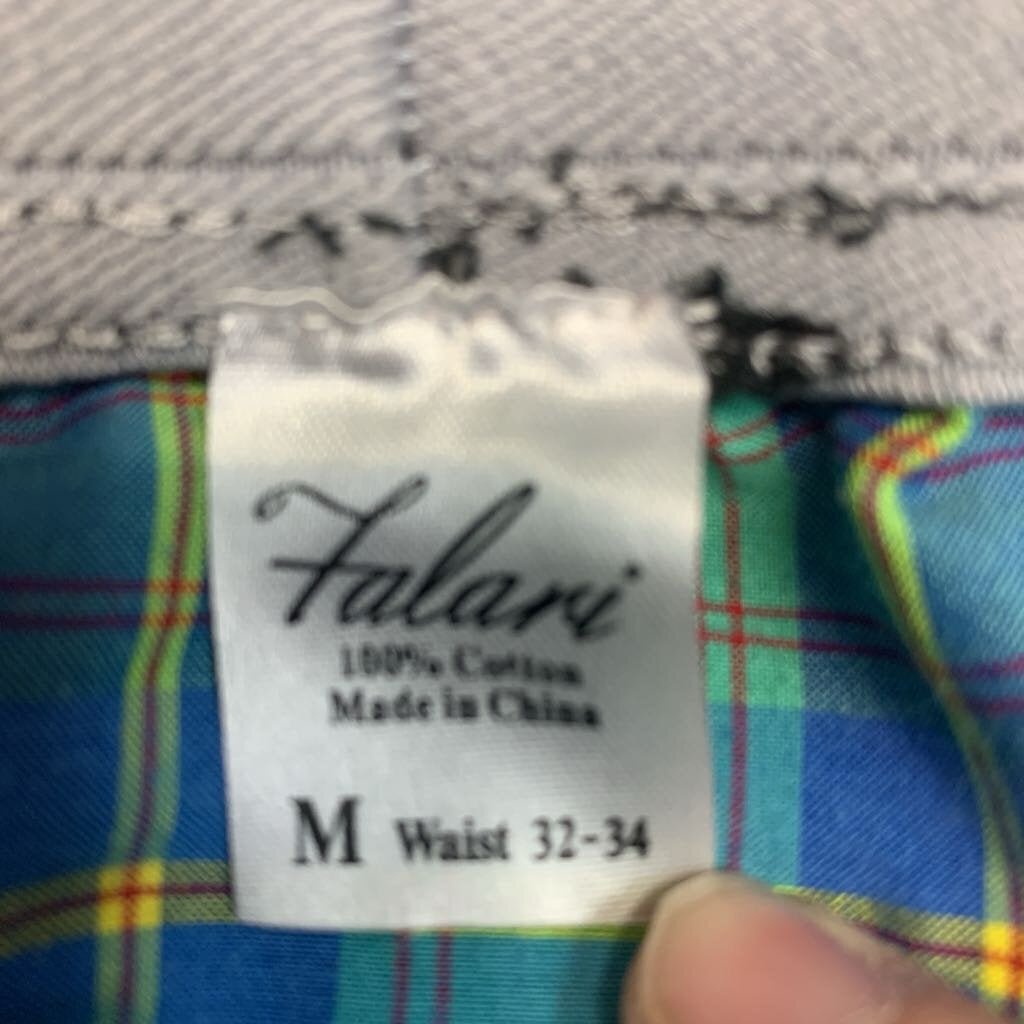 Falari
100% Cotton
Made in China
M Waist 32-34